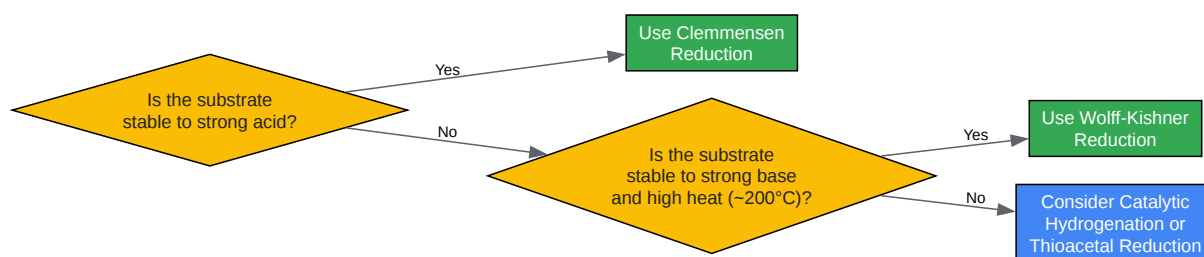 Is the substrate
stable to strong acid?
Yes
Use Clemmensen
Reduction
No
Is the substrate
stable to strong base
and high heat (~200°C)?
Yes
Use Wolff-Kishner
Reduction
No
Consider Catalytic
Hydrogenation or
Thioacetal Reduction